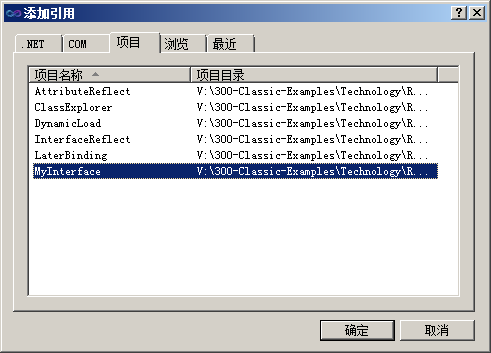 添加引用
.NET COM 项目 浏览 最近
项目名称 项目目录
AttributeReflect V:\300-Classic-Examples\Technology\R...
ClassExplorer V:\300-Classic-Examples\Technology\R...
DynamicLoad V:\300-Classic-Examples\Technology\R...
InterfaceReflect V:\300-Classic-Examples\Technology\R...
LaterBinding V:\300-Classic-Examples\Technology\R...
MyInterface V:\300-Classic-Examples\Technology\R...
确定 取消